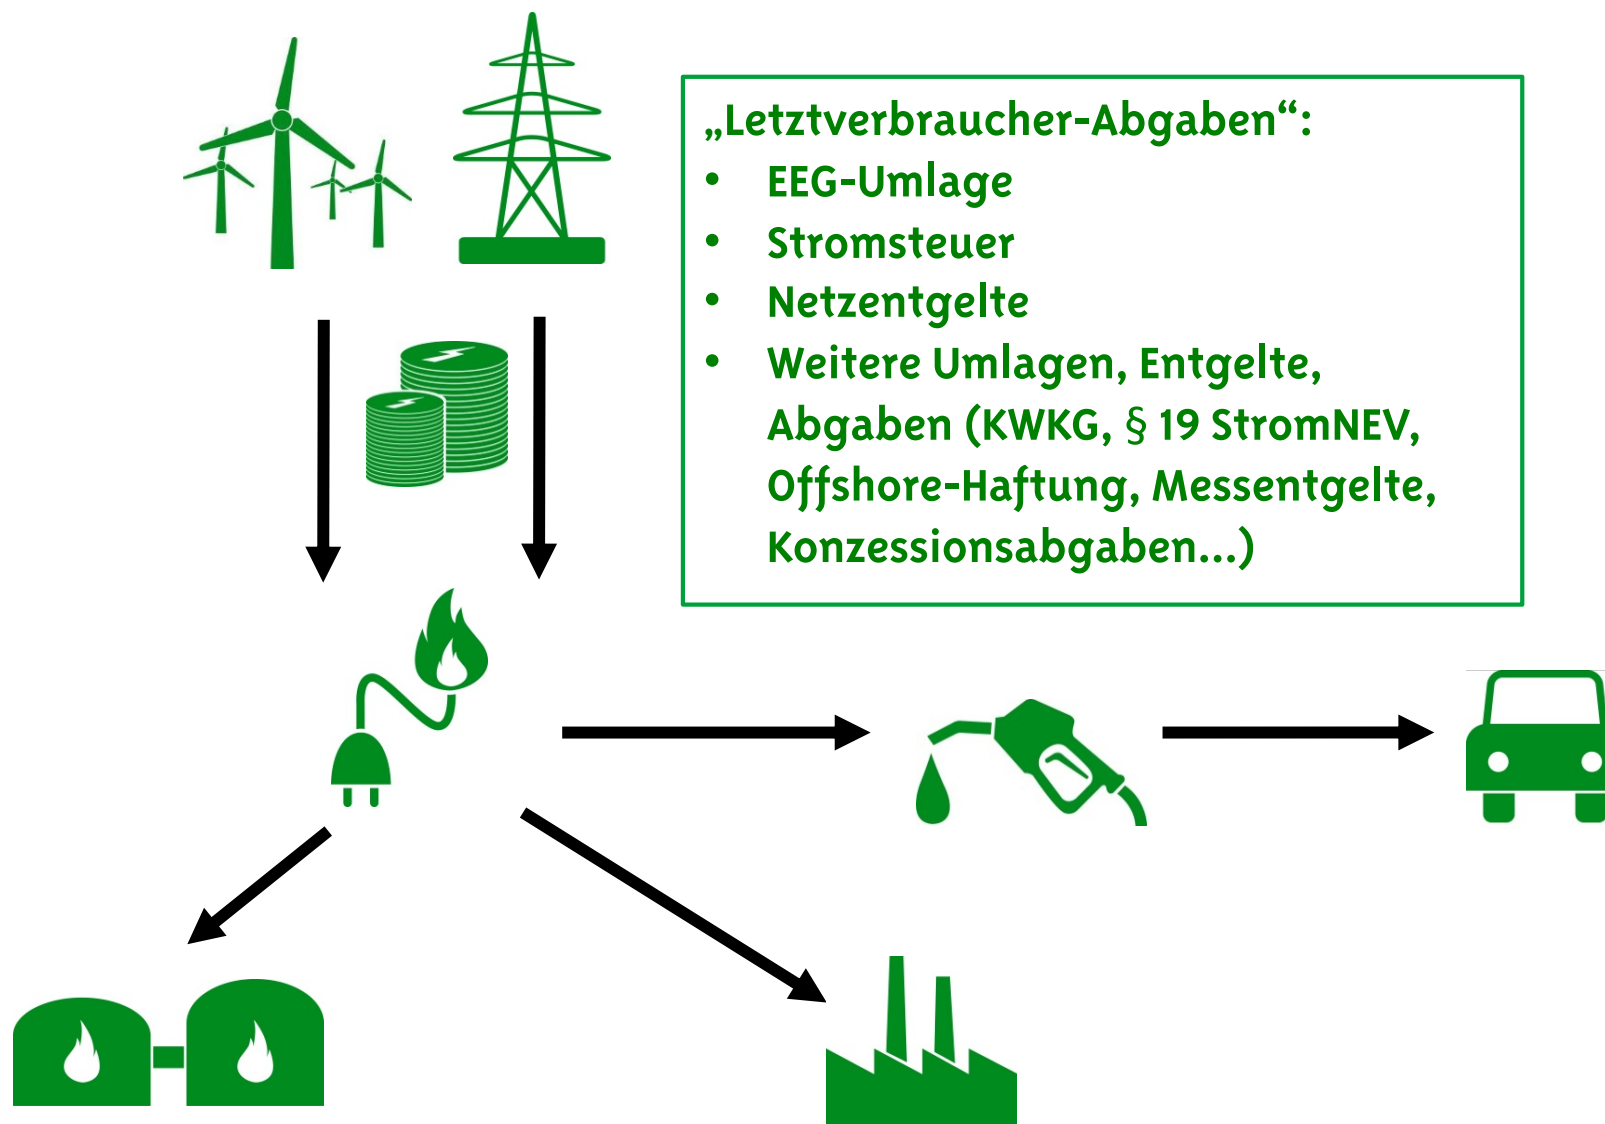 „Letztverbraucher-Abgaben“:
• EEG-Umlage
• Stromsteuer
• Netzentgelte
• Weitere Umlagen, Entgelte,
Abgaben (KWKG, § 19 StromNEV,
Offshore-Haftung, Messentgelte,
Konzessionsabgaben...)